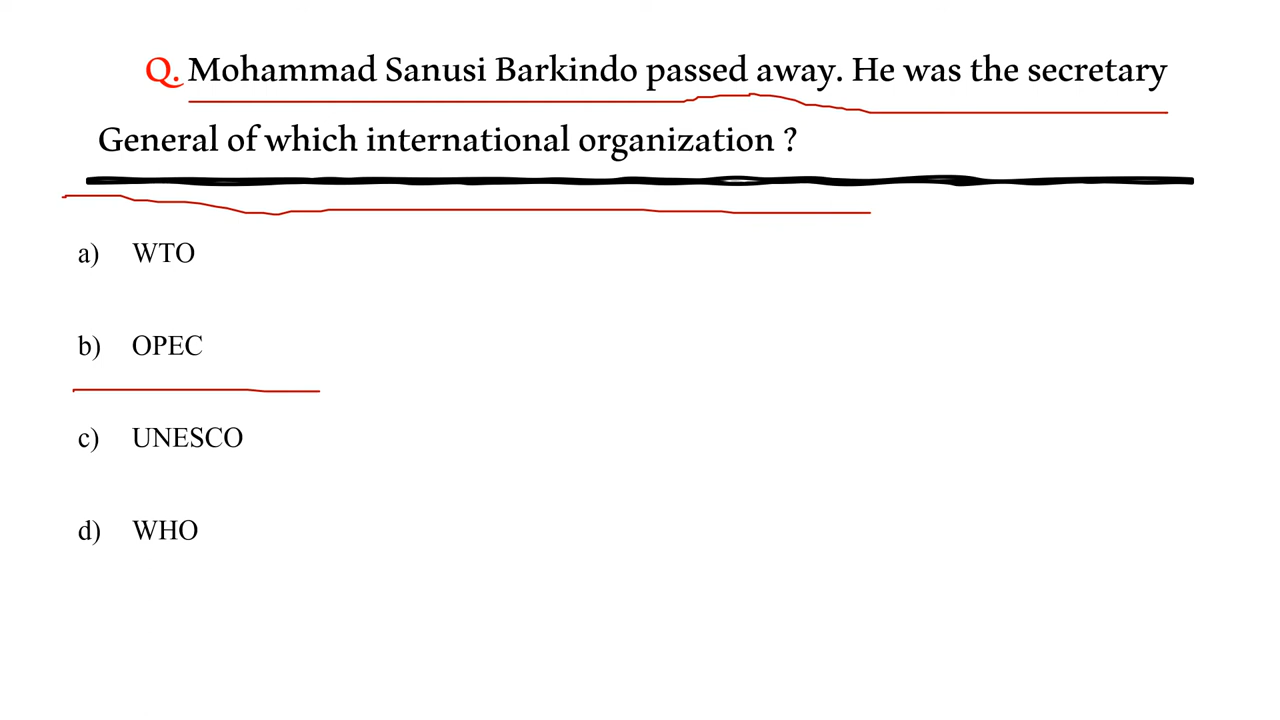 Q. Mohammad Sanusi Barkindo passed away. He was the secretary
General of which international organization ?
a) WTO
b) OPEC
c) UNESCO
d) WHO